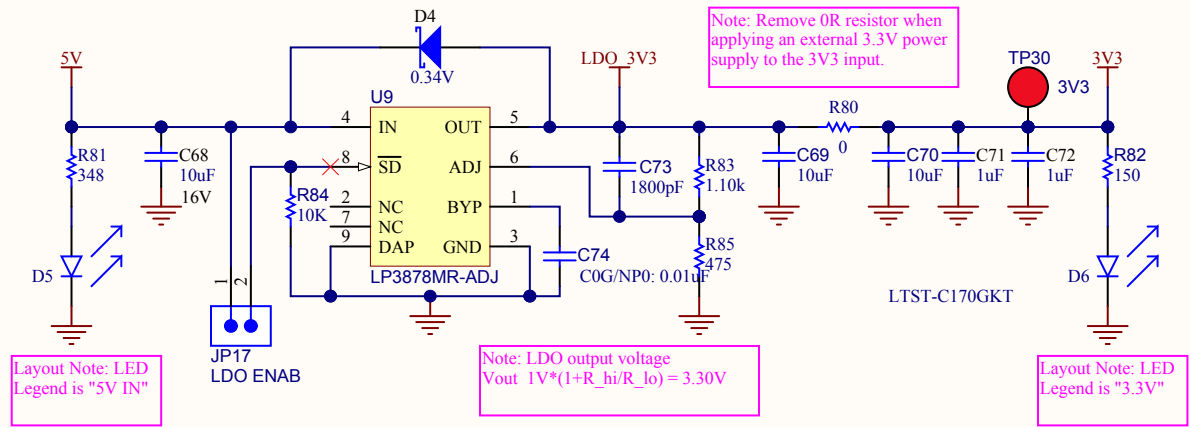 D4
0.34V
Note: Remove 0R resistor when
applying an external 3.3V power
supply to the 3V3 input.
5V
LDO_3V3
TP30
3V3
3V3
U9
R80
0
4
IN
OUT
5
8
SD
ADJ
6
2
NC
BYP
1
7
NC
9
DAP
GND
3
LP3878MR-ADJ
R81
348
C68
10uF
16V
R84
10K
C73
1800pF
R83
1.10k
C69
10uF
C70
10uF
C71
1uF
C72
1uF
R82
150
C74
C0G/NP0: 0.01uF
R85
475
D5
1
2
LTST-C170GKT
D6
JP17
LDO ENAB
Layout Note: LED
Legend is "5V IN"
Note: LDO output voltage
Vout 1V*(1+R_hi/R_lo) = 3.30V
Layout Note: LED
Legend is "3.3V"